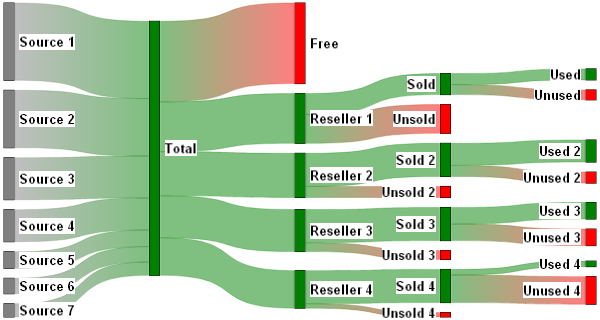 Source 1
Source 2
Source 3
Source 4
Source 5
Source 6
Source 7
Total
Free
Reseller 1
Reseller 2
Reseller 3
Reseller 4
Sold
Unsold
Sold 2
Unsold 2
Sold 3
Unsold 3
Sold 4
Unsold 4
Used
Unused
Used 2
Unused 2
Used 3
Unused 3
Used 4
Unused 4